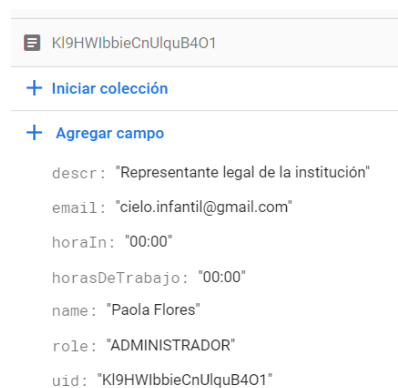 Kl9HWIbbieCnUlquB4O1
Iniciar colección
Agregar campo
descr: "Representante legal de la institución"
email: "cielo.infantil@gmail.com"
horaIn: "00:00"
horasDeTrabajo: "00:00"
name: "Paola Flores"
role: "ADMINISTRADOR"
uid: "Kl9HWIbbieCnUlquB4O1"